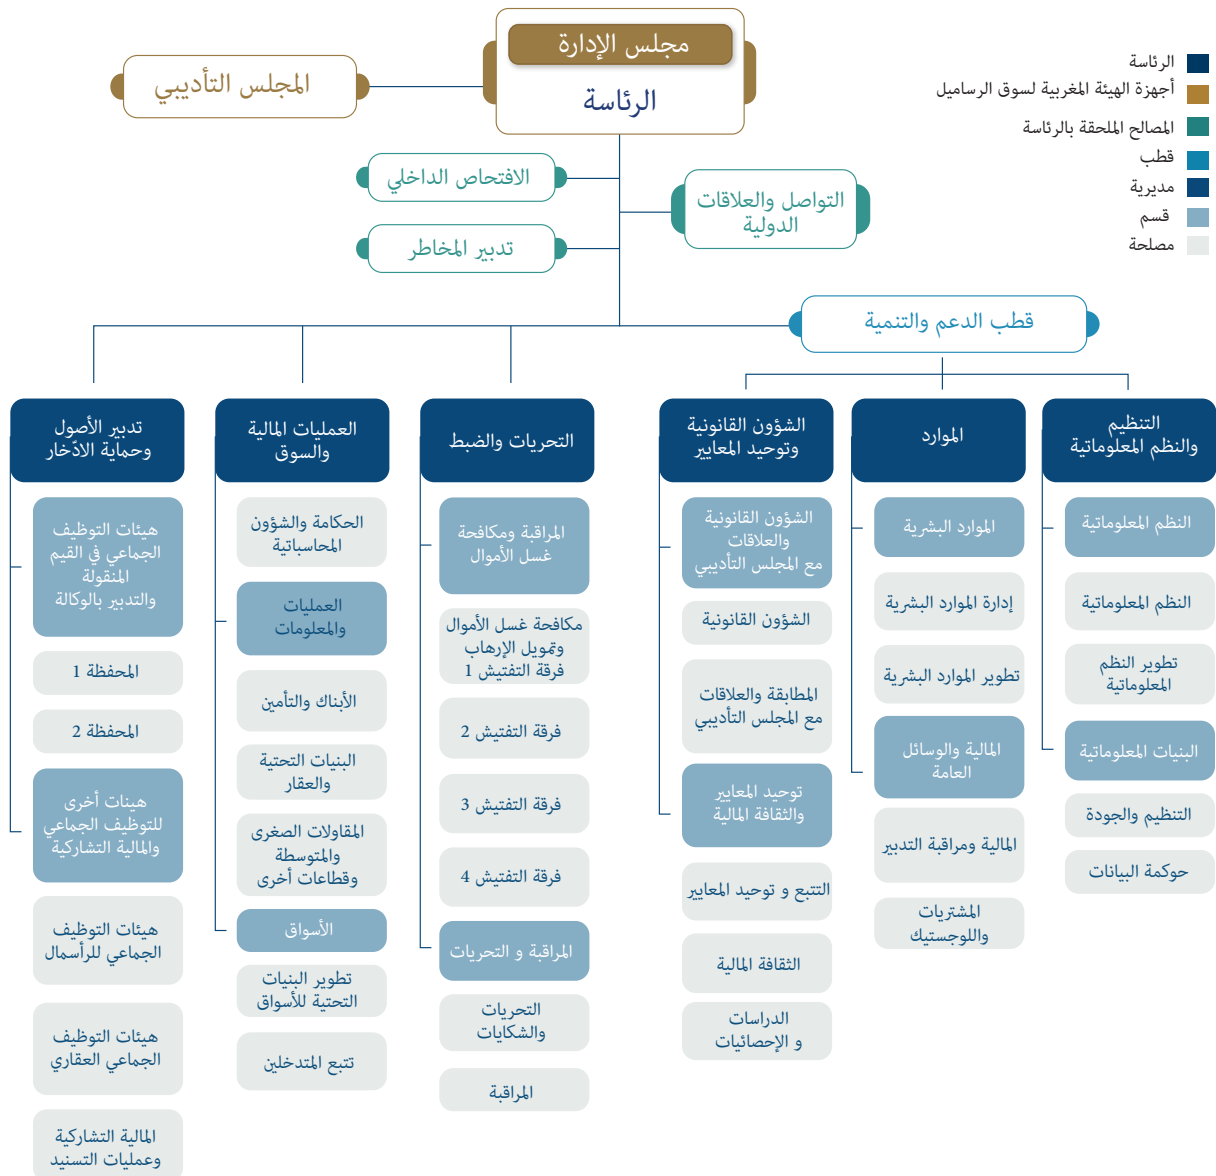 مجلس الإدارة
الرئاسة
المجلس التأديبي
الرئاسة
أجهزة الهيئة المغربية لسوق الرساميل
المصالح الملحقة بالرئاسة
قطب
مديرية
قسم
مصلحة
الافتحاص الداخلي
التواصل والعلاقات
الدولية
تدبير المخاطر
قطب الدعم والتنمية
التنظيم
والنظم المعلوماتية
النظم المعلوماتية
النظم المعلوماتية
تطوير النظم
المعلوماتية
البنيات المعلوماتية
التنظيم والجودة
حوكمة البيانات
الموارد
الموارد البشرية
إدارة الموارد البشرية
تطوير الموارد البشرية
المالية والوسائل
العامة
المالية ومراقبة التدبير
المشتريات
واللوجستيك
الشؤون القانونية
وتوحيد المعايير
الشؤون القانونية
والعلاقات
مع المجلس التأديبي
الشؤون القانونية
المطابقة والعلاقات
مع المجلس التأديبي
توحيد المعايير
والثقافة المالية
التتبع و توحيد المعايير
الثقافة المالية
الدراسات
و الإحصائيات
التحريات والضبط
المراقبة ومكافحة
غسل الأموال
مكافحة غسل الأموال
وتمويل الإرهاب
فرقة التفتيش 1
فرقة التفتيش 2
فرقة التفتيش 3
فرقة التفتيش 4
المراقبة و التحريات
التحريات
والشكايات
المراقبة
العمليات المالية
والسوق
الحكامة والشؤون
المحاسباتية
العمليات
والمعلومات
الأبناك والتأمين
البنيات التحتية
والعقار
المقاولات الصغرى
والمتوسطة
وقطاعات أخرى
الأسواق
تطوير البنيات
التحتية للأسواق
تتبع المتدخلين
تدبير الأصول
وحماية الادّخار
هيئات التوظيف
الجماعي في القيم
المنقولة
والتدبير بالوكالة
المحفظة 1
المحفظة 2
هيئات أخرى
للتوظيف الجماعي
والمالية التشاركية
هيئات التوظيف
الجماعي للرأسمال
هيئات التوظيف
الجماعي العقاري
المالية التشاركية
وعمليات التسنيد